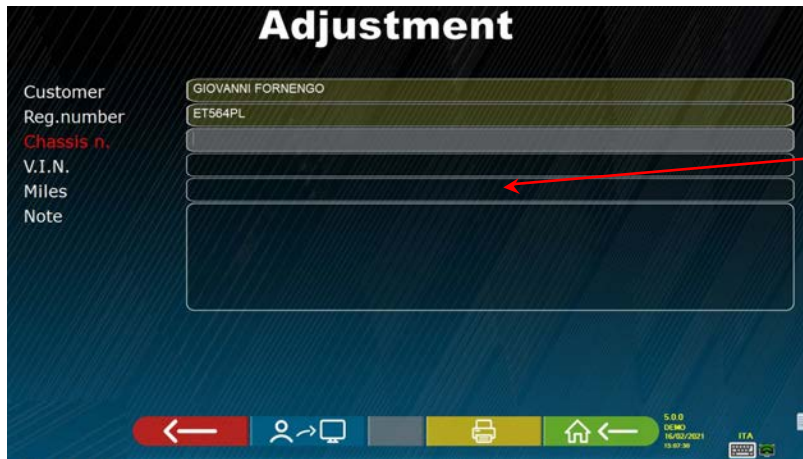 Adjustment
Customer GIOVANNI FORNENGO
Reg.number ET564PL
Chassis n.
V.I.N.
Miles
Note
5.0.0
DEMO
16/02/2021
ITA